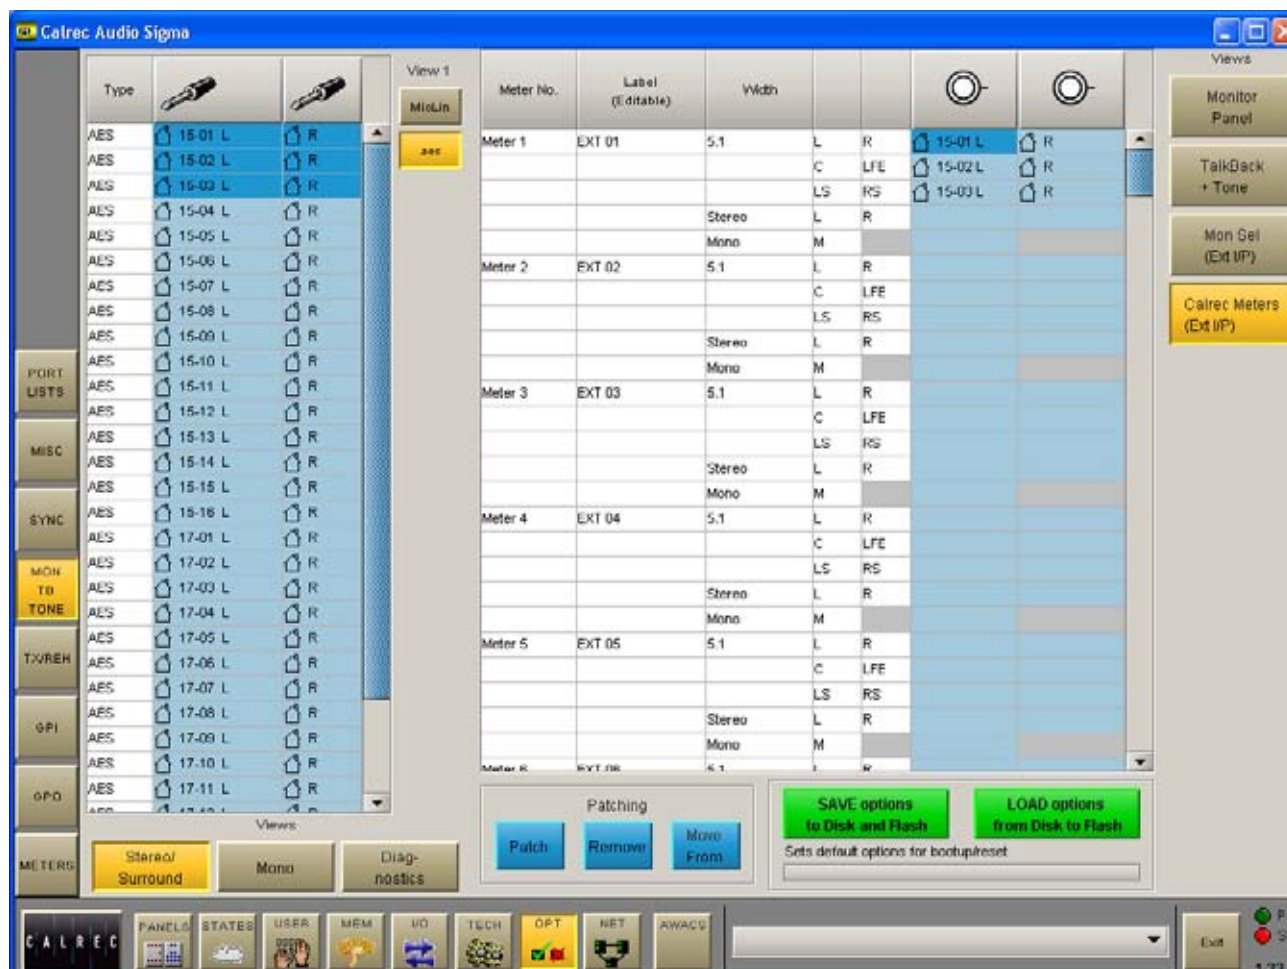 Calrec Audio Sigma
Type
View 1
MicLin
aes
AES 15-01 L R
AES 15-02 L R
AES 15-03 L R
AES 15-04 L R
AES 15-05 L R
AES 15-06 L R
AES 15-07 L R
AES 15-08 L R
AES 15-09 L R
AES 15-10 L R
AES 15-11 L R
AES 15-12 L R
AES 15-13 L R
AES 15-14 L R
AES 15-15 L R
AES 15-16 L R
AES 17-01 L R
AES 17-02 L R
AES 17-03 L R
AES 17-04 L R
AES 17-05 L R
AES 17-06 L R
AES 17-07 L R
AES 17-08 L R
AES 17-09 L R
AES 17-10 L R
AES 17-11 L R
Views
Stereo/
Surround
Mono
Diag-
nostics
Meter No.
Label
(Editable)
Width
Meter 1 EXT 01 5.1 L R 15-01 L R
C LFE 15-02 L R
LS RS 15-03 L R
Stereo L R
Mono M
Meter 2 EXT 02 5.1 L R
C LFE
LS RS
Stereo L R
Mono M
Meter 3 EXT 03 5.1 L R
C LFE
LS RS
Stereo L R
Mono M
Meter 4 EXT 04 5.1 L R
C LFE
LS RS
Stereo L R
Mono M
Meter 5 EXT 05 5.1 L R
C LFE
LS RS
Stereo L R
Mono M
Meter 6 EXT 06 5.1 L R
Patching
Patch
Remove
Move
From
SAVE options
to Disk and Flash
LOAD options
from Disk to Flash
Sets default options for bootup/reset
Views
Monitor
Panel
TalkBack
+ Tone
Mon Sel
(Ext I/P)
Calrec Meters
(Ext I/P)
PORT
LISTS
MISC
SYNC
MON
TO
TONE
TX/REH
GPI
GPO
METERS
CALREC
PANELS
STATES
USER
MEM
I/O
TECH
OPT
NET
AWACS
Exit
P
S